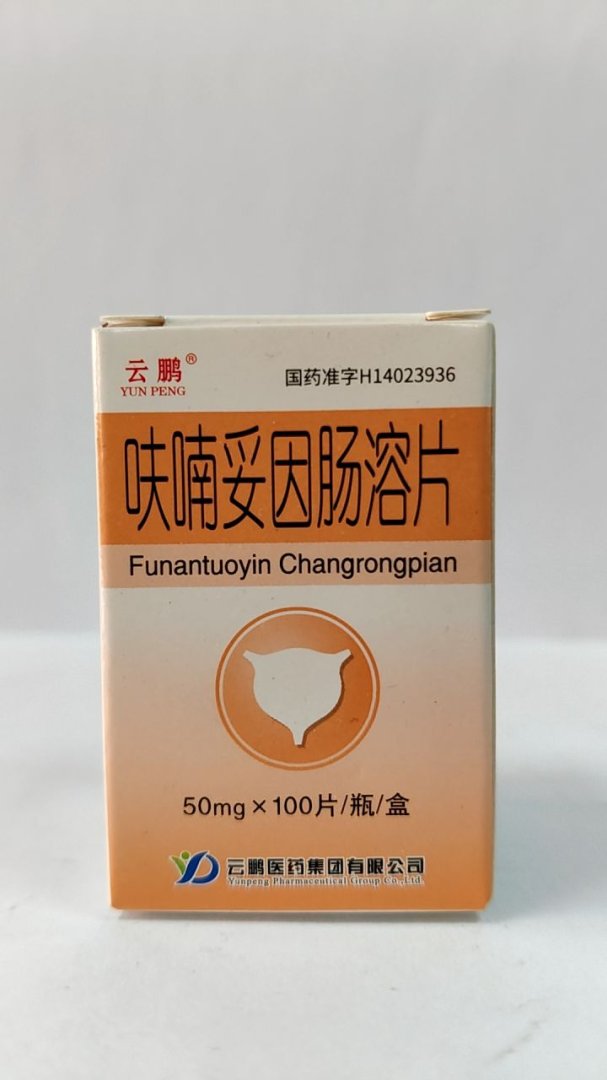 云鹏®
YUN PENG
国药准字H14023936
呋喃妥因肠溶片
Funantuoyin Changrongpian
50mg×100片/瓶/盒
云鹏医药集团有限公司
Yunpeng Pharmaceutical Group Co.,Ltd.